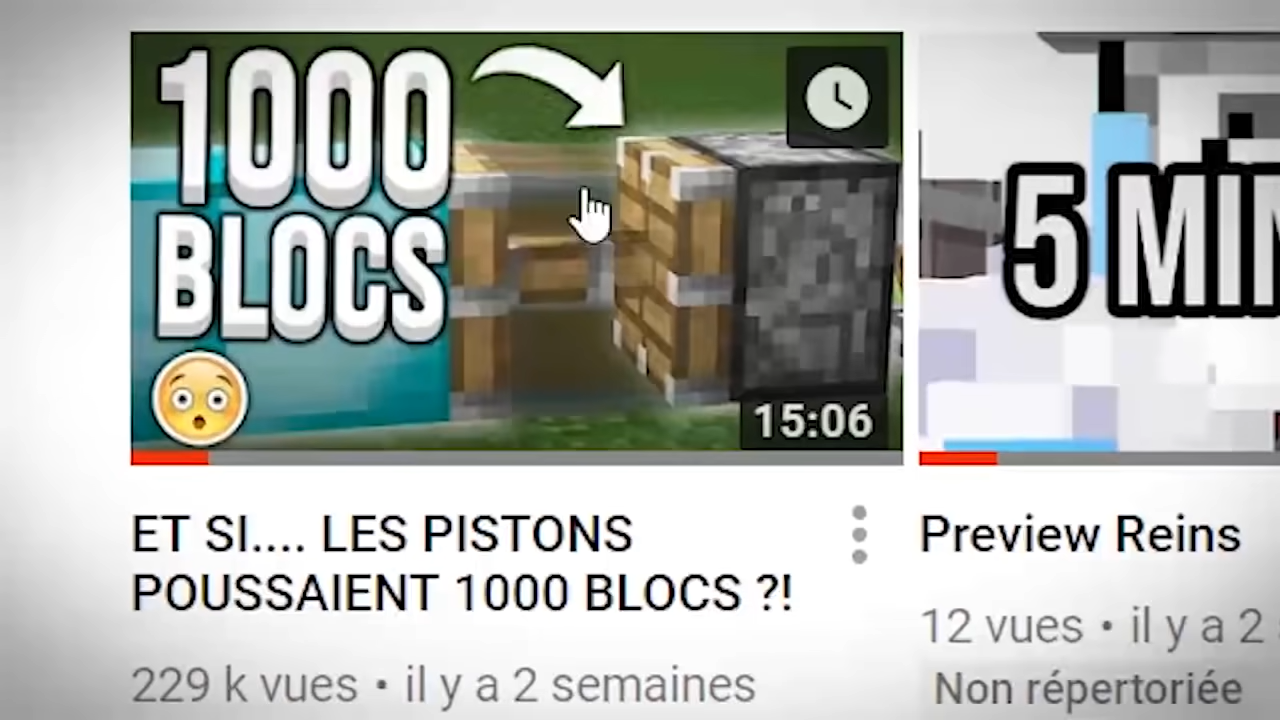 1000
BLOCS
15:06
5 MIN
ET SI.... LES PISTONS
POUSSAIENT 1000 BLOCS ?!
229 k vues • il y a 2 semaines
Preview Reins
12 vues • il y a 2
Non répertoriée